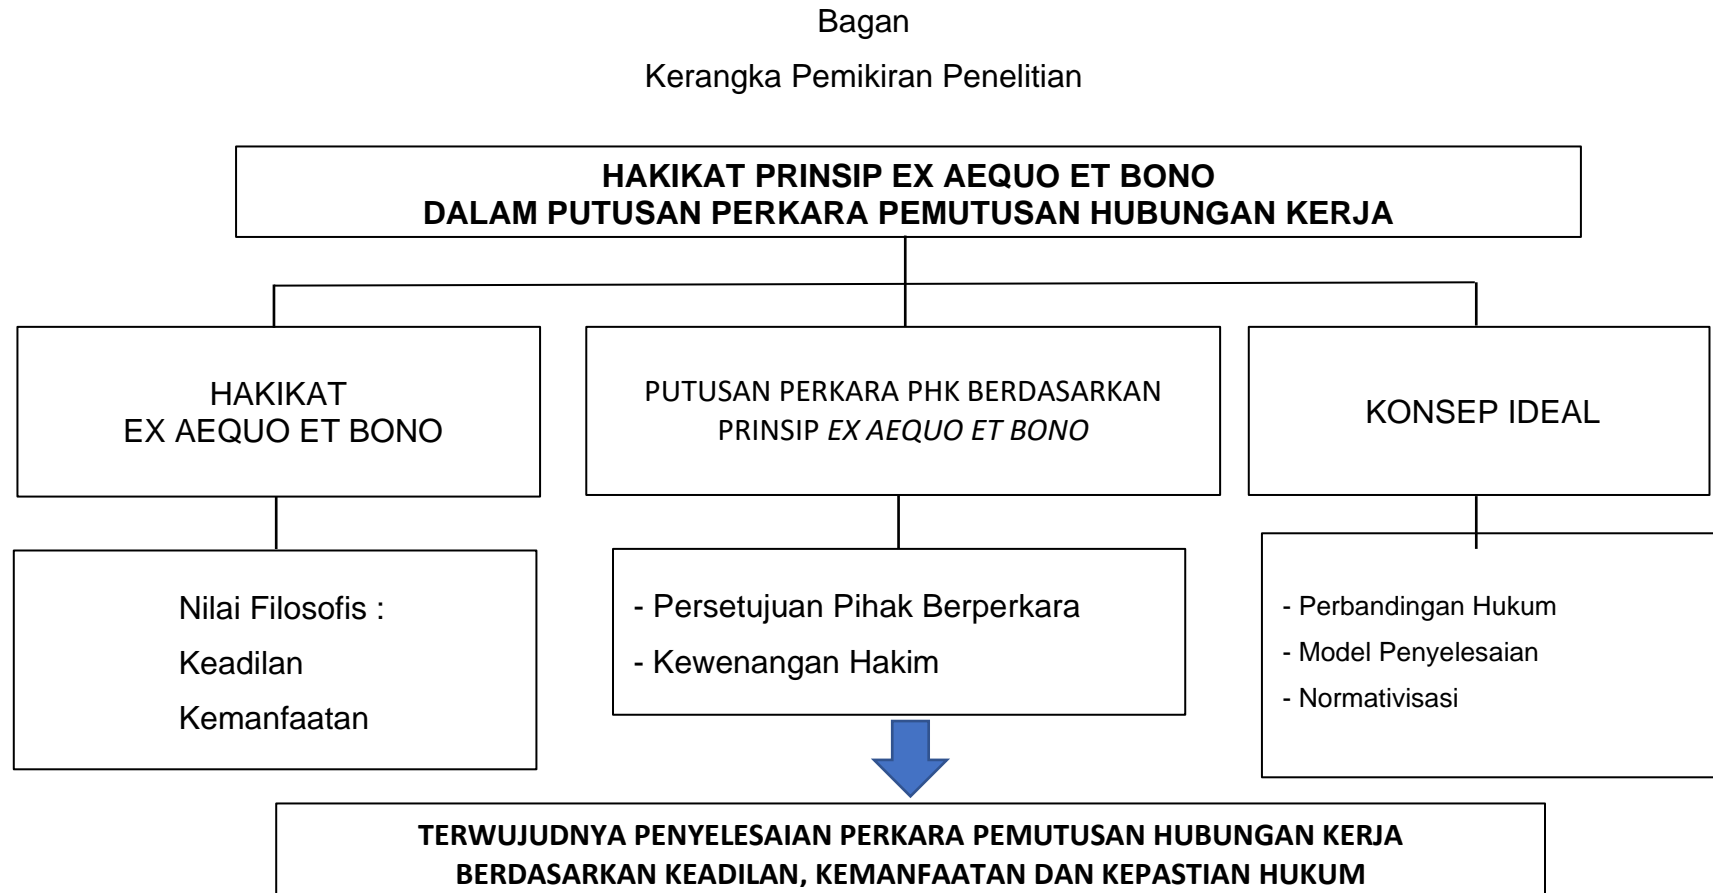 Bagan
Kerangka Pemikiran Penelitian
HAKIKAT PRINSIP EX AEQUO ET BONO
DALAM PUTUSAN PERKARA PEMUTUSAN HUBUNGAN KERJA
HAKIKAT
EX AEQUO ET BONO
PUTUSAN PERKARA PHK BERDASARKAN
PRINSIP EX AEQUO ET BONO
KONSEP IDEAL
Nilai Filosofis :
Keadilan
Kemanfaatan
- Persetujuan Pihak Berperkara
- Kewenangan Hakim
- Perbandingan Hukum
- Model Penyelesaian
- Normativisasi
TERWUJUDNYA PENYELESAIAN PERKARA PEMUTUSAN HUBUNGAN KERJA
BERDASARKAN KEADILAN, KEMANFAATAN DAN KEPASTIAN HUKUM